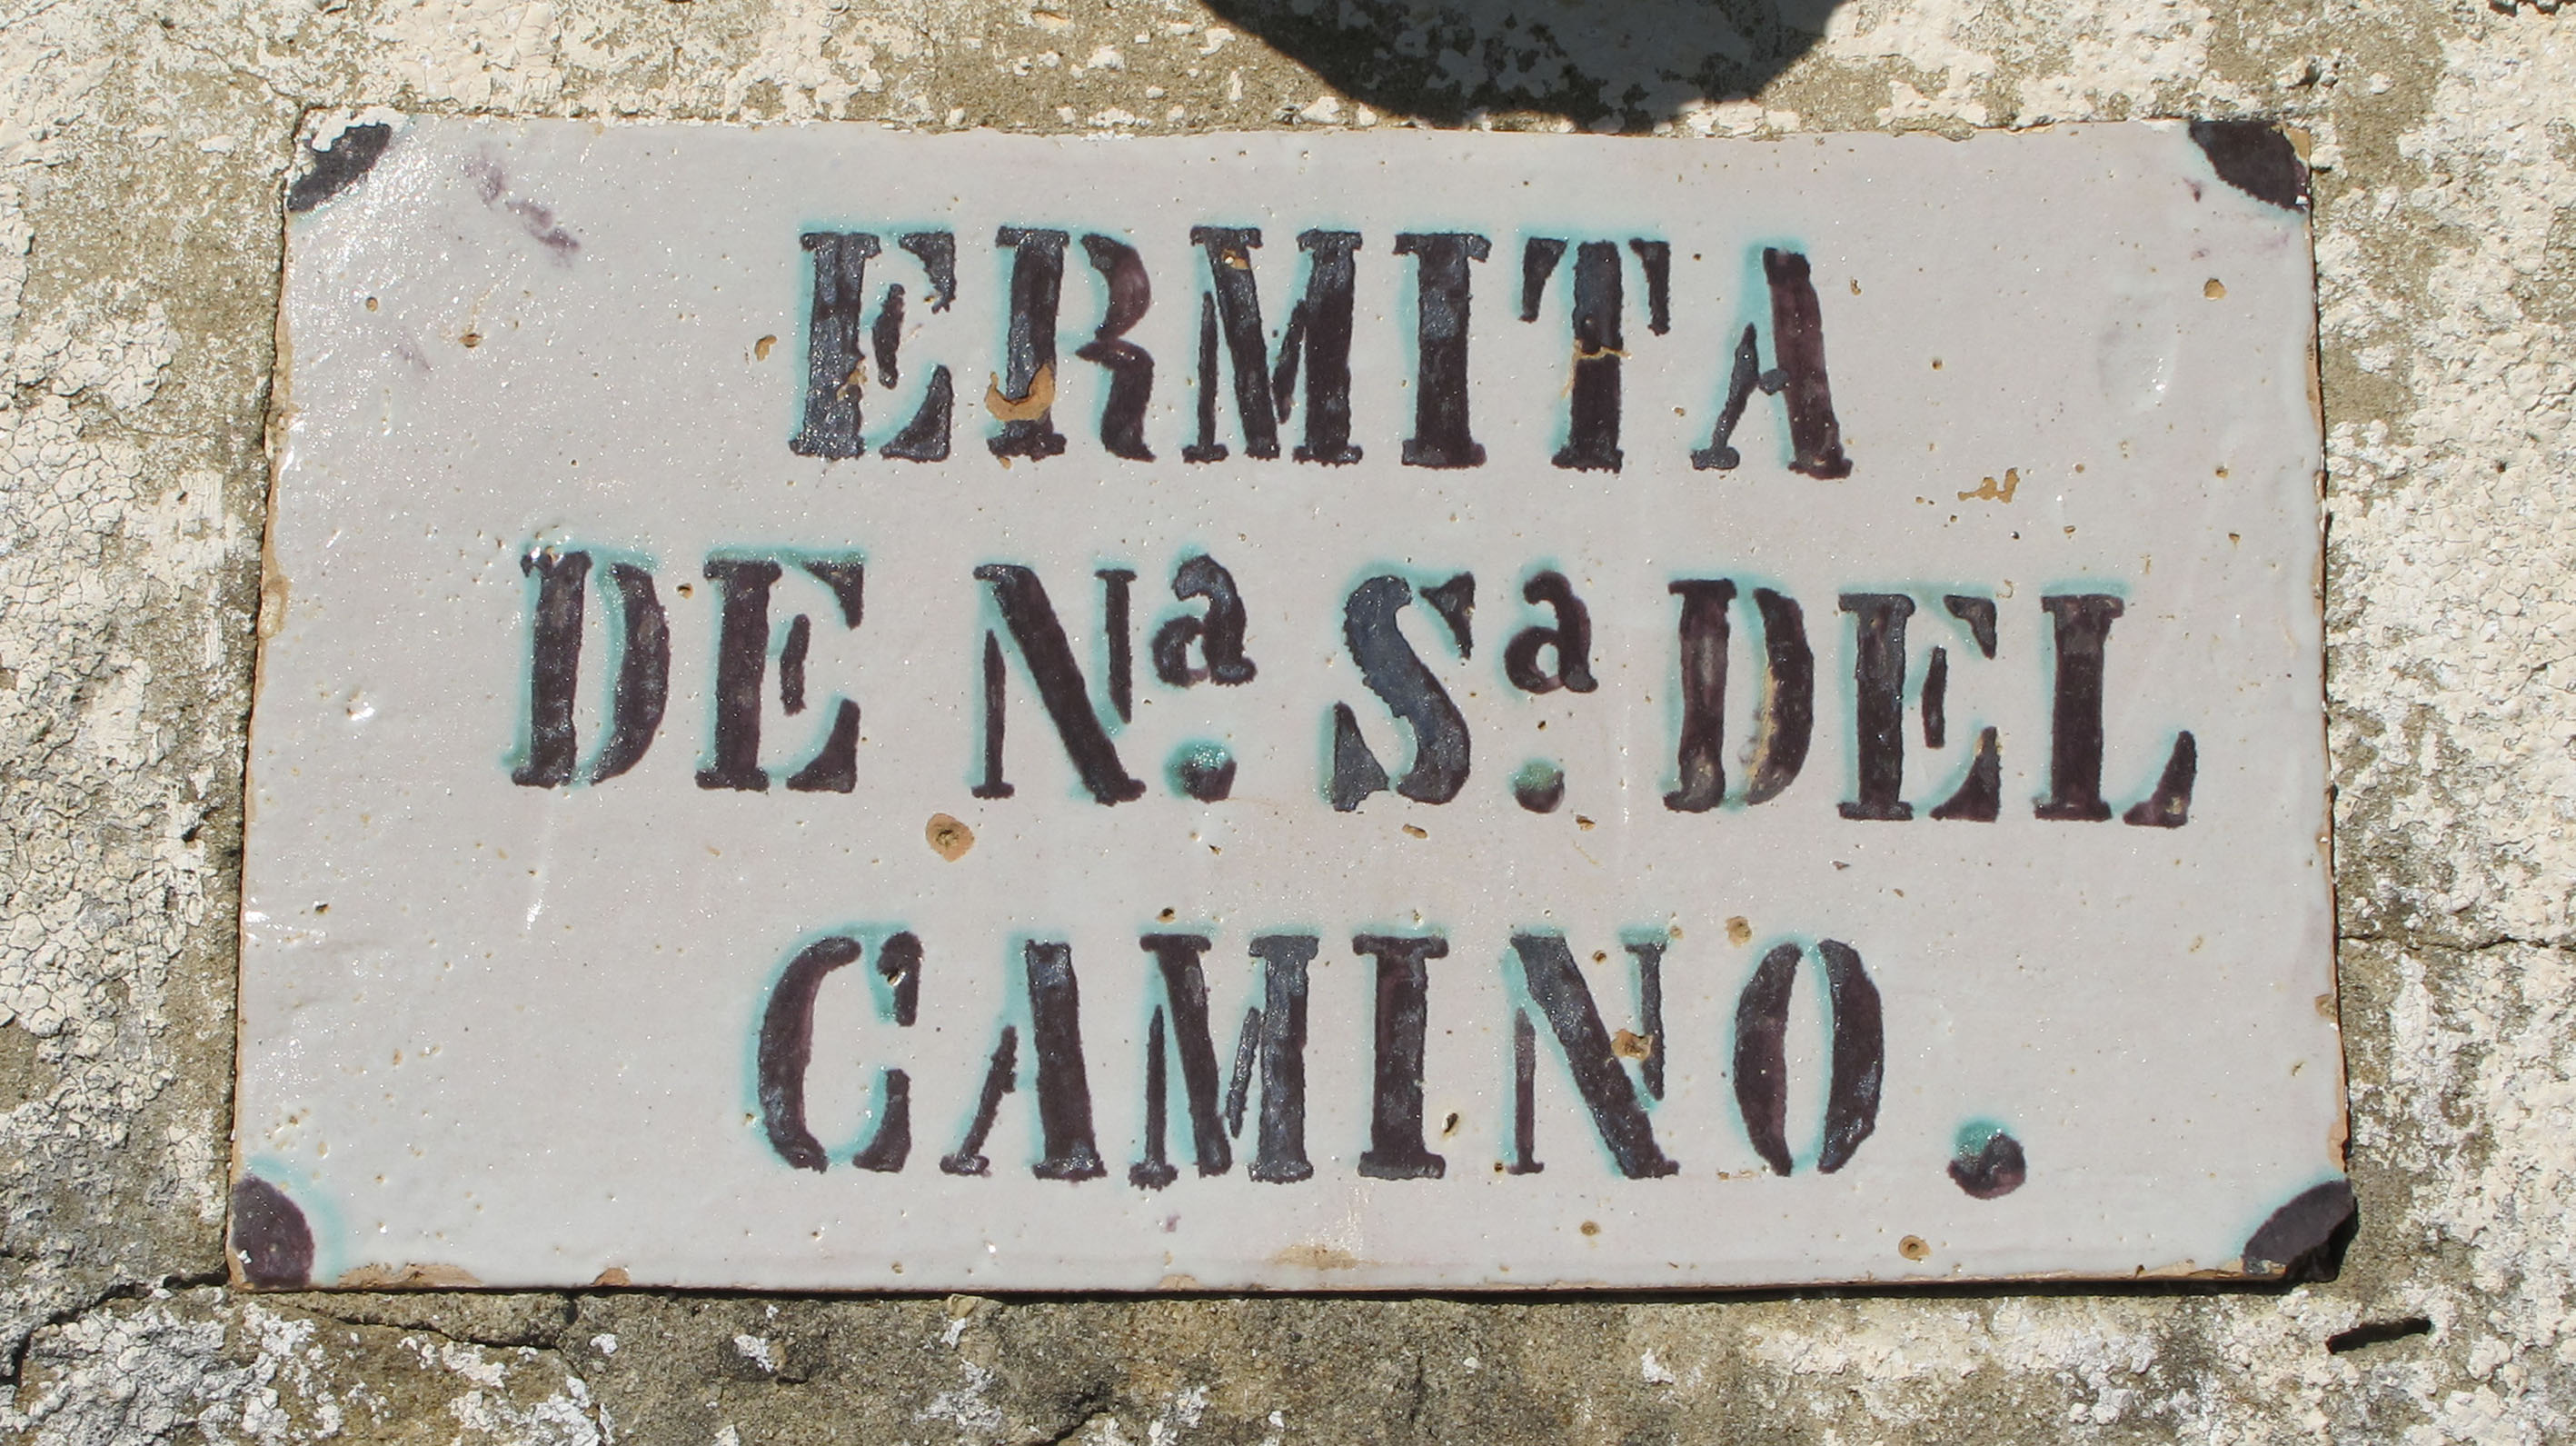 ERMITA
DE Nª. Sª. DEL
CAMINO.